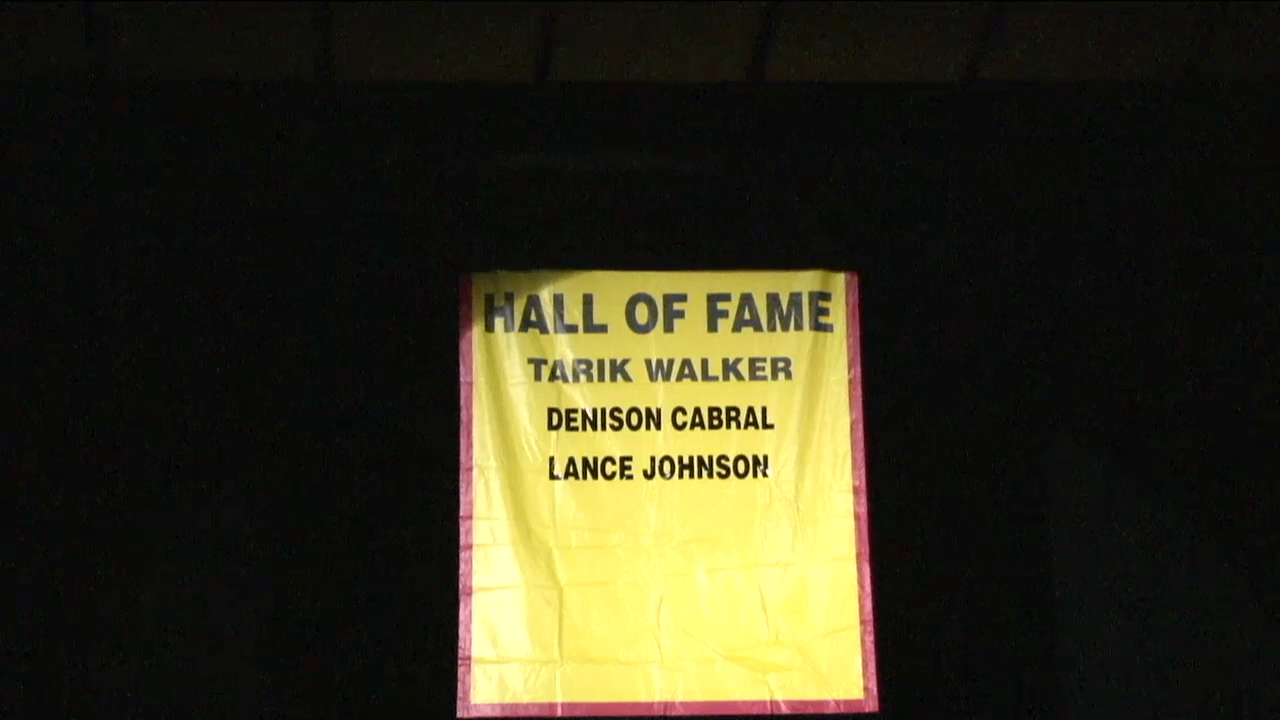 HALL OF FAME
TARIK WALKER
DENISON CABRAL
LANCE JOHNSON